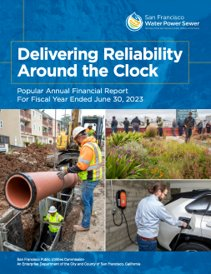 San Francisco
Water Power Sewer
Delivering Reliability
Around the Clock
Popular Annual Financial Report
For Fiscal Year Ended June 30, 2023
San Francisco Public Utilities Commission
An Enterprise Department of the City and County of San Francisco, California